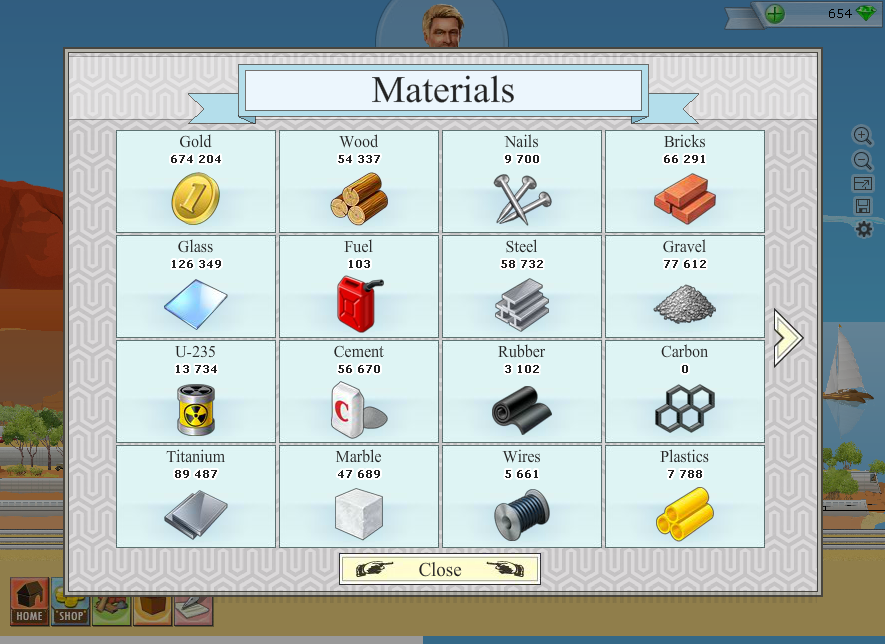 654
Materials
Gold
674 204
Wood
54 337
Nails
9 700
Bricks
66 291
Glass
126 349
Fuel
103
Steel
58 732
Gravel
77 612
U-235
13 734
Cement
56 670
C
Rubber
3 102
Carbon
0
Titanium
89 487
Marble
47 689
Wires
5 661
Plastics
7 788
Close
HOME
SHOP